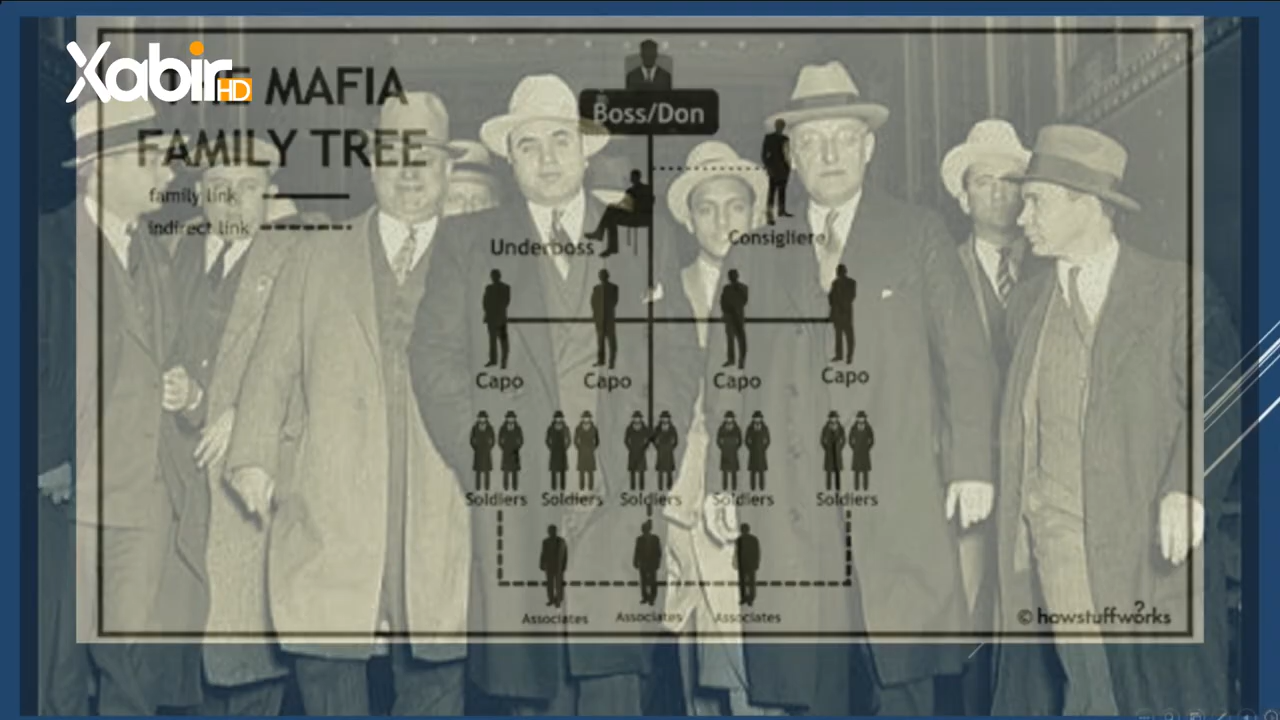 Xabir HD
THE MAFIA
FAMILY TREE
family link
indirect link
Boss/Don
Underboss
Consigliere
Capo Capo Capo Capo
Soldiers Soldiers Soldiers Soldiers Soldiers
Associates Associates Associates
© howstuffworks